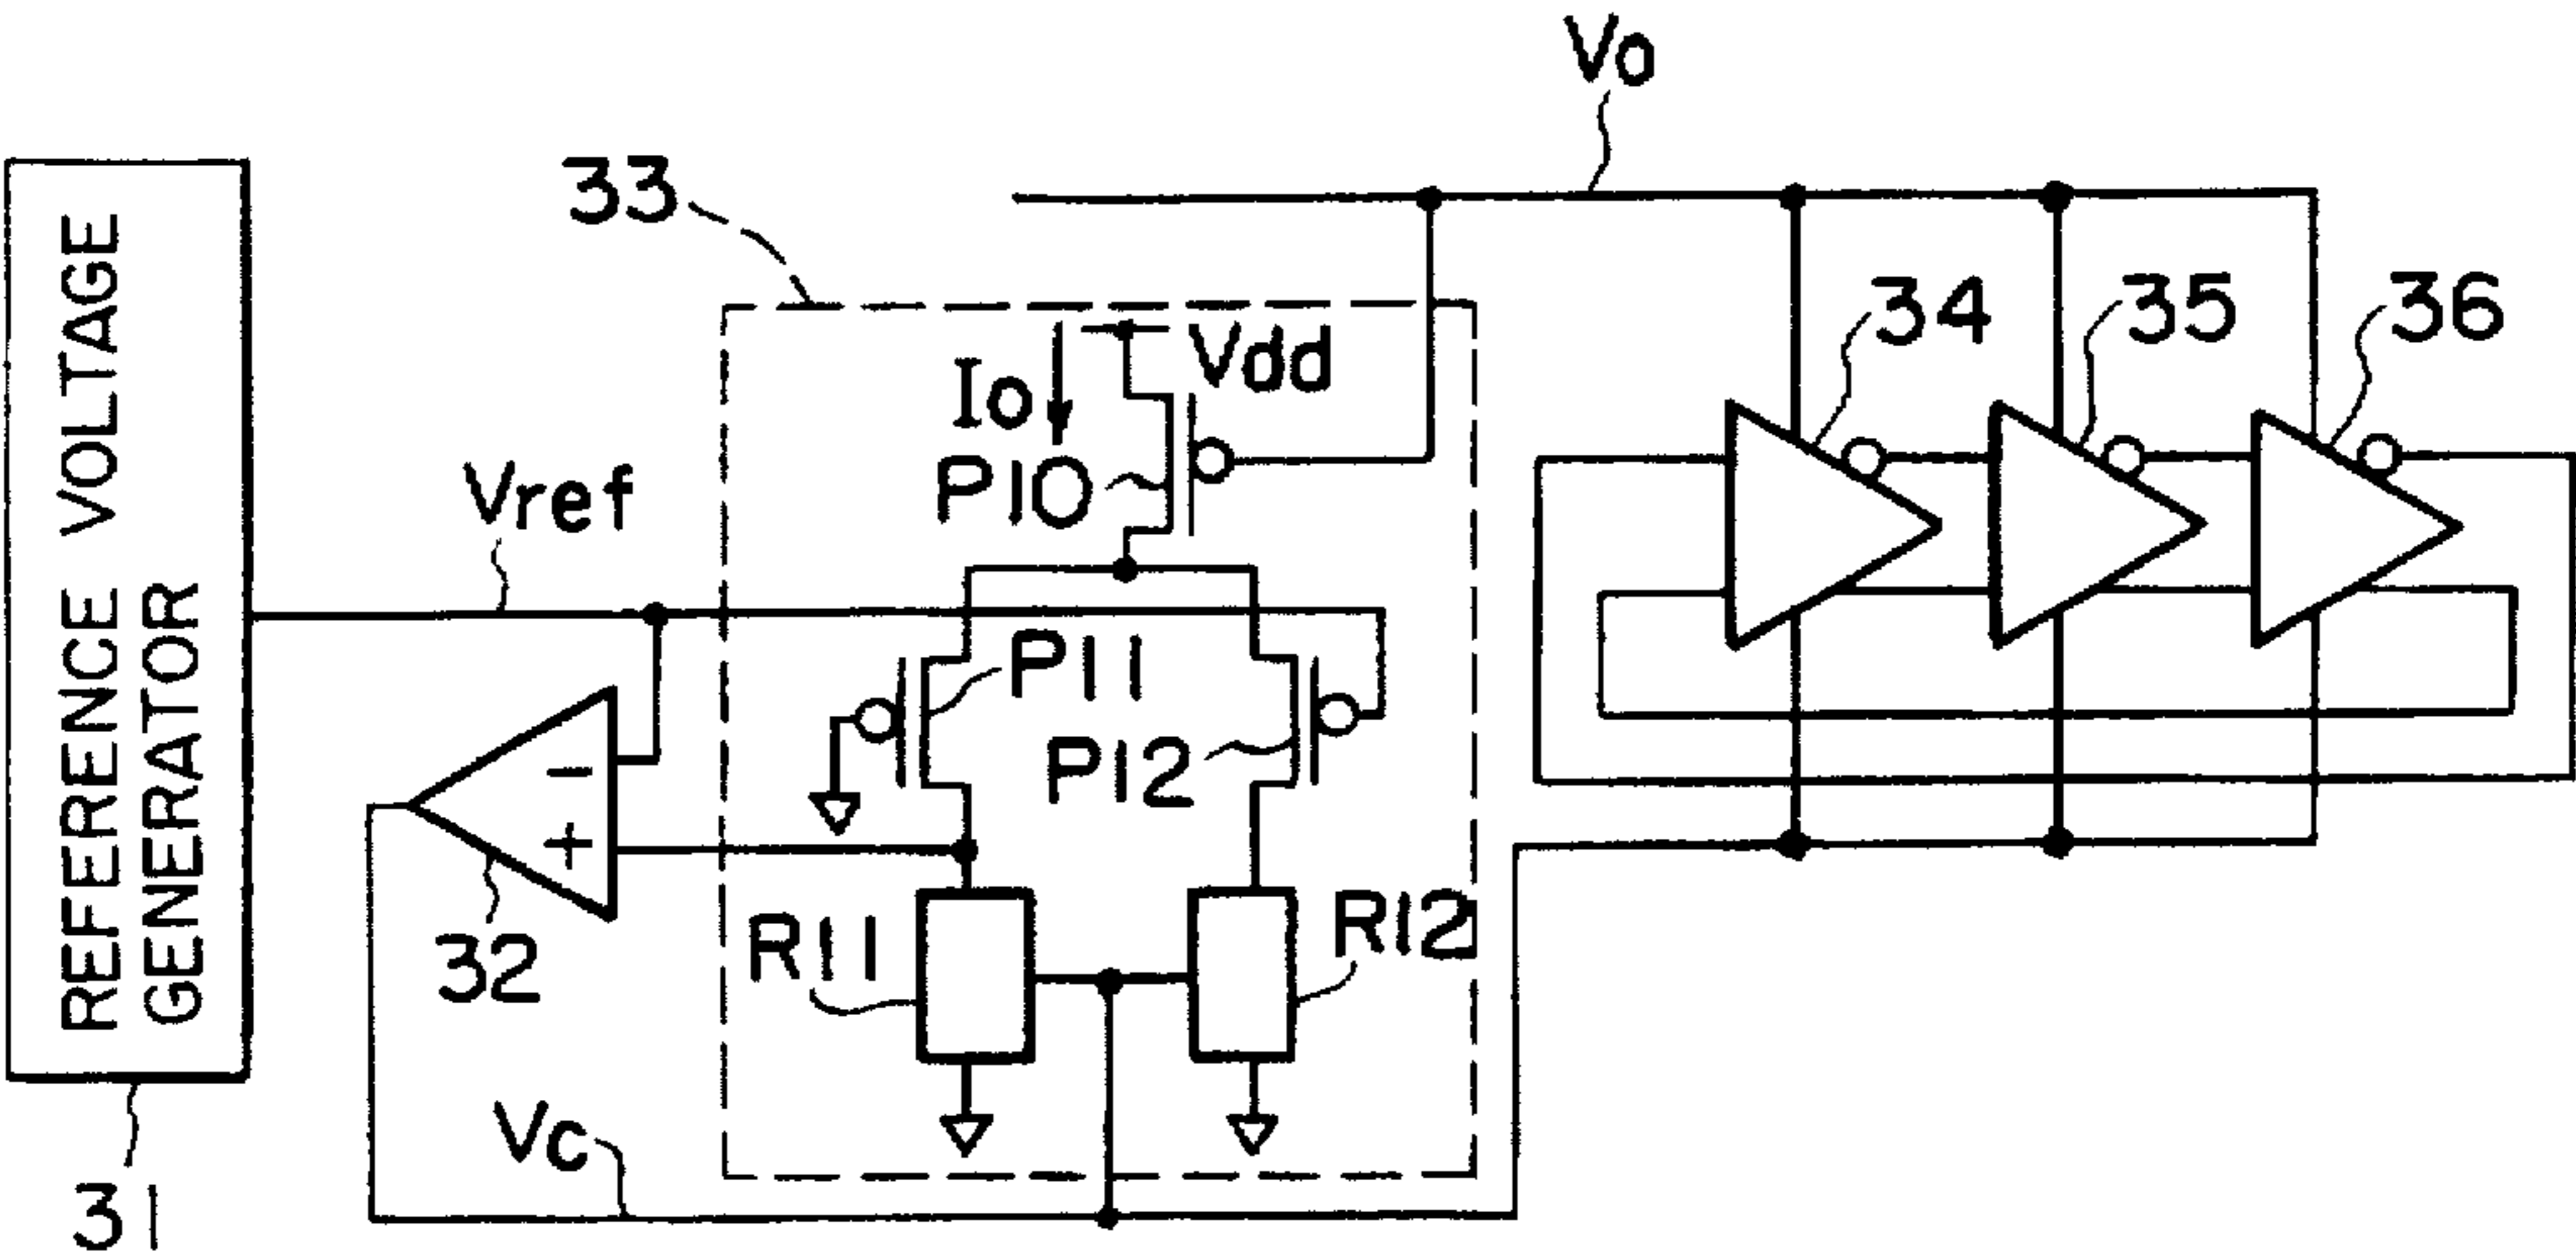 Vo
33
REFERENCE VOLTAGE
GENERATOR
34
35
36
Vdd
Io
P10
Vref
P11
P12
−
+
32
R11
R12
Vc
31